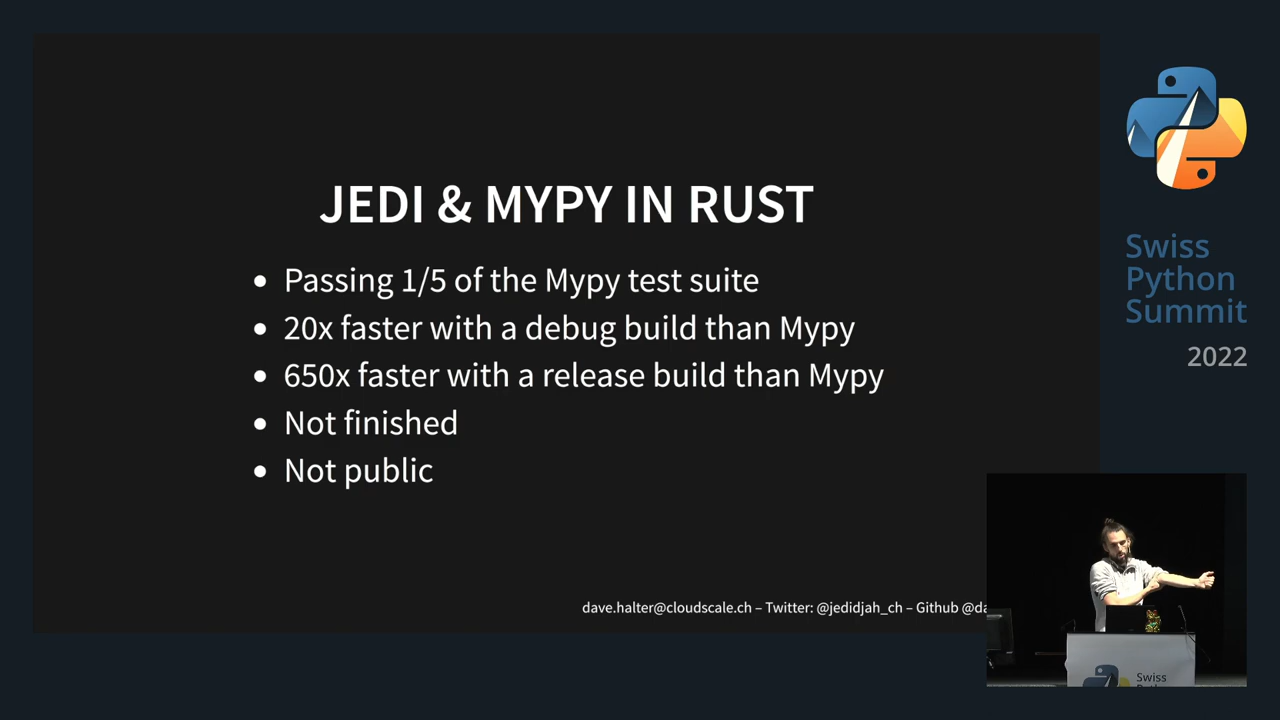 JEDI & MYPY IN RUST
Passing 1/5 of the Mypy test suite
20x faster with a debug build than Mypy
650x faster with a release build than Mypy
Not finished
Not public
dave.halter@cloudscale.ch – Twitter: @jedidjah_ch – Github @da
Swiss
Python
Summit
2022
Swiss